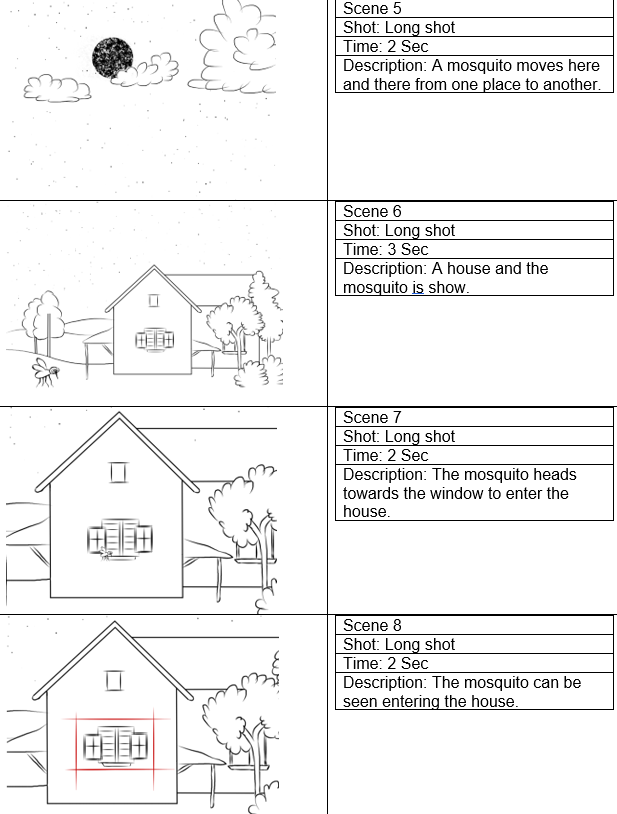 Scene 5
Shot: Long shot
Time: 2 Sec
Description: A mosquito moves here
and there from one place to another.
Scene 6
Shot: Long shot
Time: 3 Sec
Description: A house and the
mosquito is show.
Scene 7
Shot: Long shot
Time: 2 Sec
Description: The mosquito heads
towards the window to enter the
house.
Scene 8
Shot: Long shot
Time: 2 Sec
Description: The mosquito can be
seen entering the house.